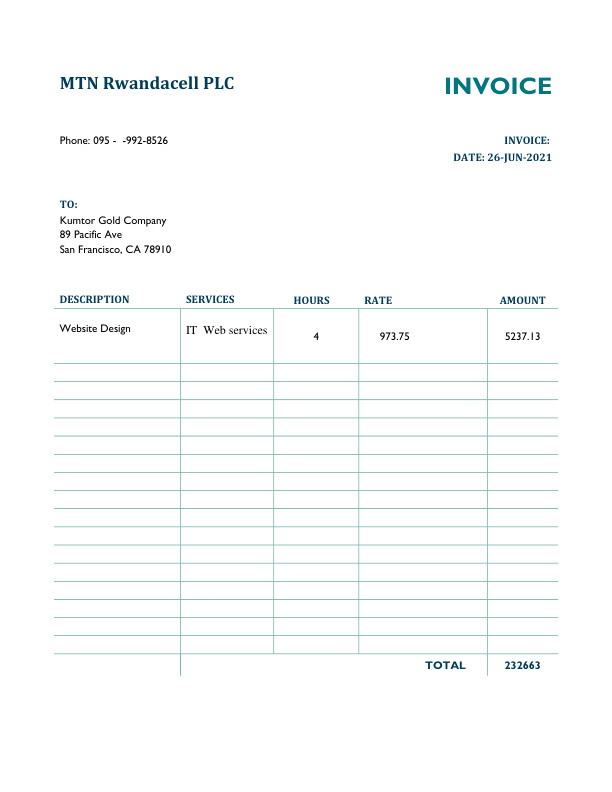 MTN Rwandacell PLC
INVOICE
Phone: 095 -  -992-8526
INVOICE:
DATE: 26-JUN-2021
TO:
Kumtor Gold Company
89 Pacific Ave
San Francisco, CA 78910
DESCRIPTION SERVICES HOURS RATE AMOUNT
Website Design IT  Web services 4 973.75 5237.13
TOTAL 232663